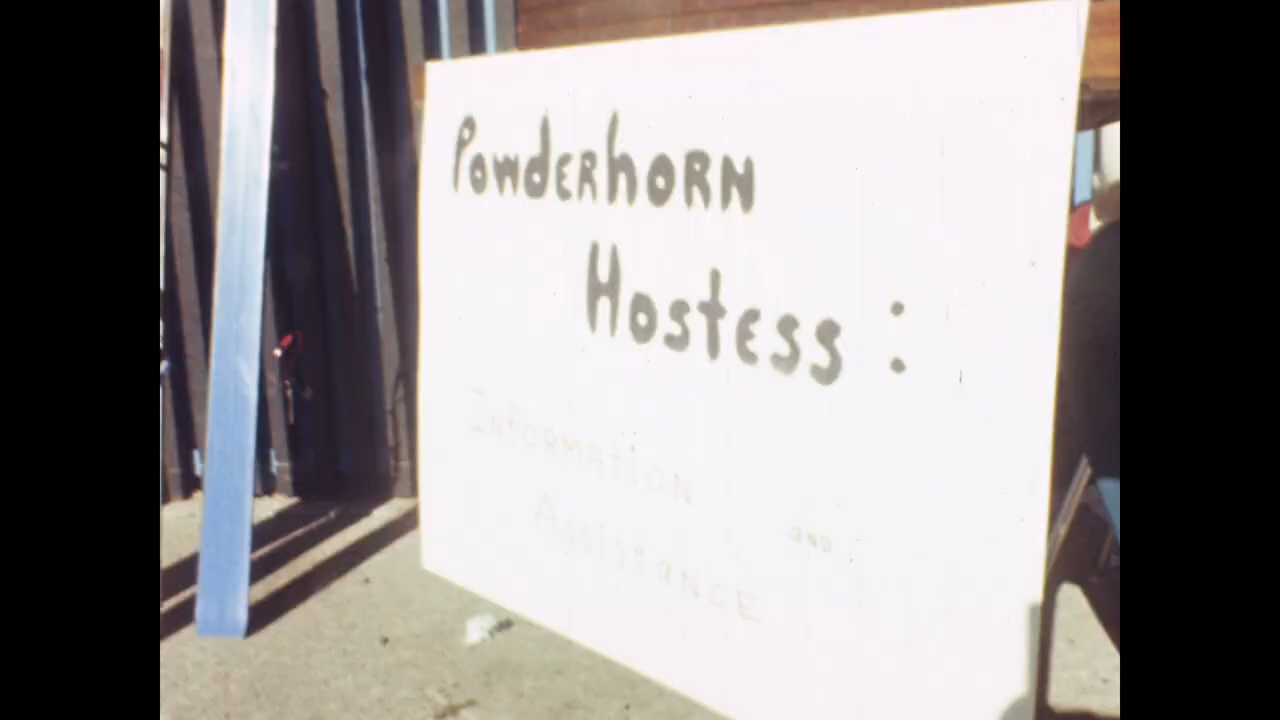 Powderhorn
Hostess :
Information
and
Assistance